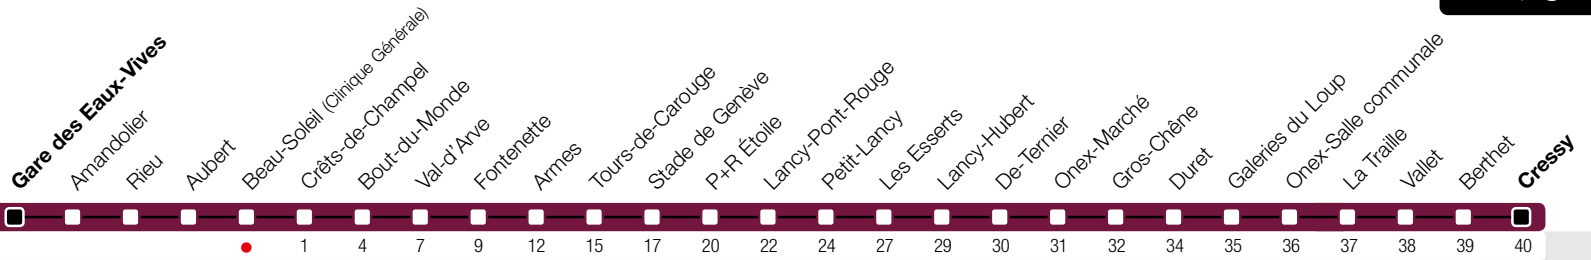 Gare des Eaux-Vives
Amandolier
Rieu
Aubert
Beau-Soleil (Clinique Générale)
Crêts-de-Champel
Bout-du-Monde
Val-d'Arve
Fontenette
Armes
Tours-de-Carouge
Stade de Genève
P+R Étoile
Lancy-Pont-Rouge
Petit-Lancy
Les Esserts
Lancy-Hubert
De-Ternier
Onex-Marché
Gros-Chêne
Duret
Galeries du Loup
Onex-Salle communale
La Traille
Vallet
Berthet
Cressy
1 4 7 9 12 15 17 20 22 24 27 29 30 31 32 34 35 36 37 38 39 40